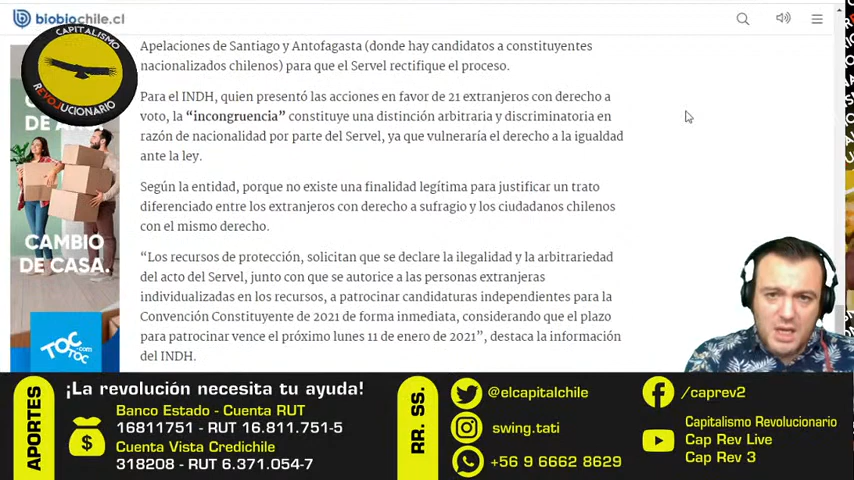 biobiochile.cl
CAPITALISMO
REVOLUCIONARIO
DE
CAMBIO
DE CASA.
TOC
TOC
.com
Apelaciones de Santiago y Antofagasta (donde hay candidatos a constituyentes
nacionalizados chilenos) para que el Servel rectifique el proceso.
Para el INDH, quien presentó las acciones en favor de 21 extranjeros con derecho a
voto, la “incongruencia” constituye una distinción arbitraria y discriminatoria en
razón de nacionalidad por parte del Servel, ya que vulneraría el derecho a la igualdad
ante la ley.
Según la entidad, porque no existe una finalidad legítima para justificar un trato
diferenciado entre los extranjeros con derecho a sufragio y los ciudadanos chilenos
con el mismo derecho.
“Los recursos de protección, solicitan que se declare la ilegalidad y la arbitrariedad
del acto del Servel, junto con que se autorice a las personas extranjeras
individualizadas en los recursos, a patrocinar candidaturas independientes para la
Convención Constituyente de 2021 de forma inmediata, considerando que el plazo
para patrocinar vence el próximo lunes 11 de enero de 2021”, destaca la información
del INDH.
APORTES
¡La revolución necesita tu ayuda!
Banco Estado - Cuenta RUT
16811751 - RUT 16.811.751-5
Cuenta Vista Credichile
318208 - RUT 6.371.054-7
RR. SS.
@elcapitalchile
swing.tati
+56 9 6662 8629
/caprev2
Capitalismo Revolucionario
Cap Rev Live
Cap Rev 3